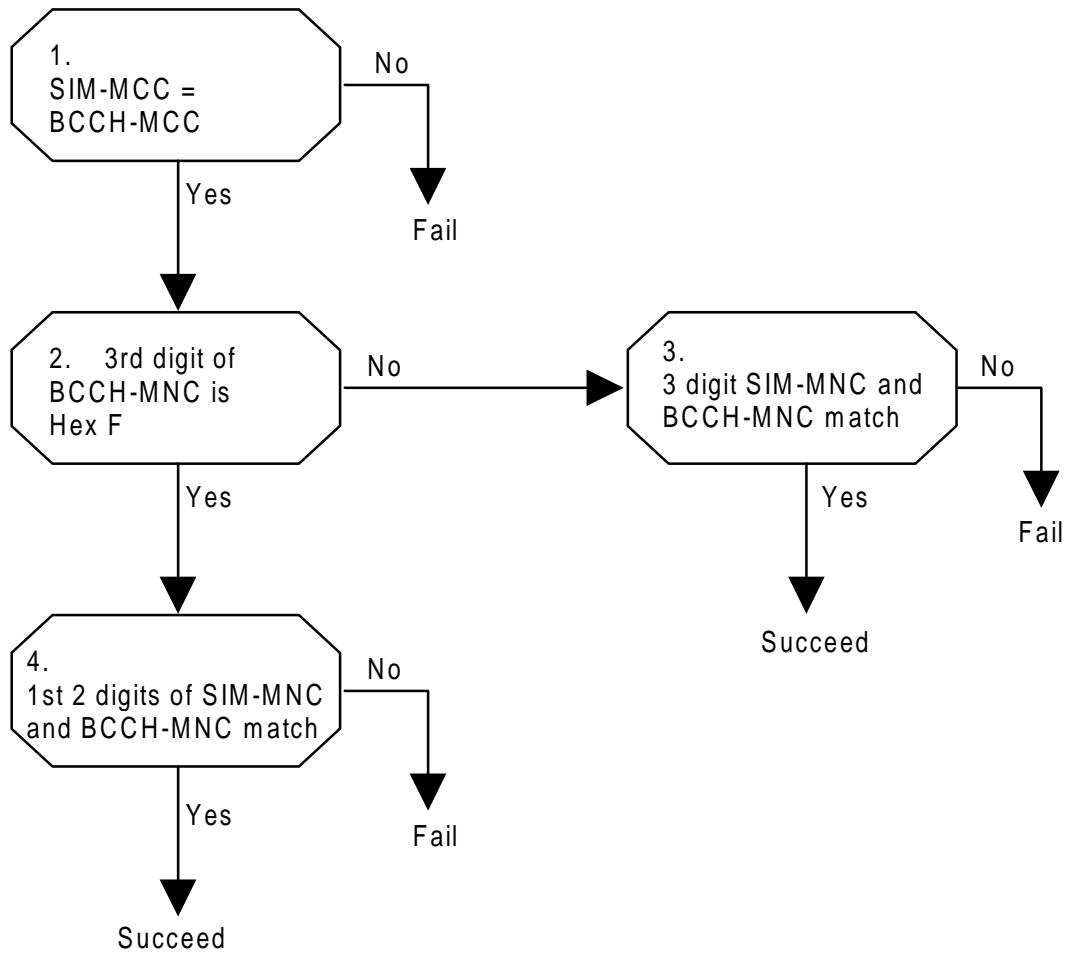 1.
SIM-MCC =
BCCH-MCC
No
Fail
Yes
2. 3rd digit of
BCCH-MNC is
Hex F
No
3.
3 digit SIM-MNC and
BCCH-MNC match
No
Fail
Yes
Succeed
Yes
4.
1st 2 digits of SIM-MNC
and BCCH-MNC match
No
Fail
Yes
Succeed